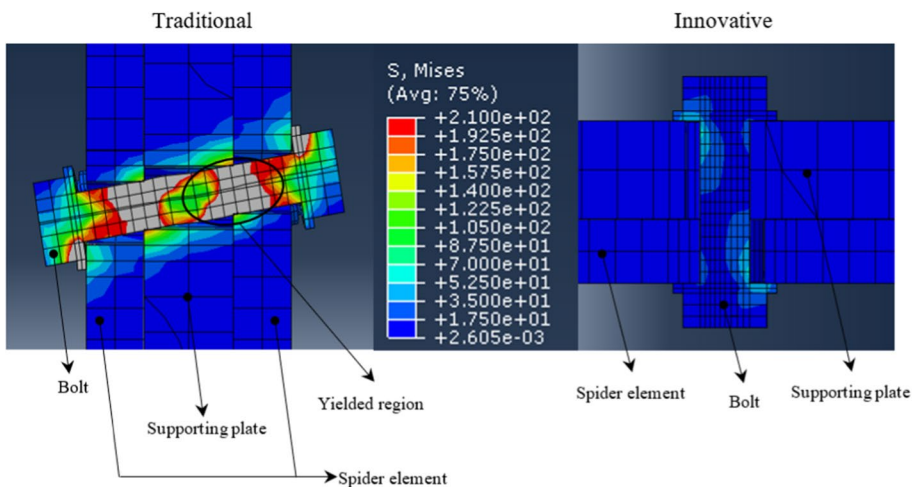 Traditional
Innovative
S, Mises
(Avg: 75%)
+2.100e+02
+1.925e+02
+1.750e+02
+1.575e+02
+1.400e+02
+1.225e+02
+1.050e+02
+8.750e+01
+7.000e+01
+5.250e+01
+3.500e+01
+1.750e+01
+2.605e-03
Bolt
Supporting plate
Yielded region
Spider element
Spider element
Bolt
Supporting plate